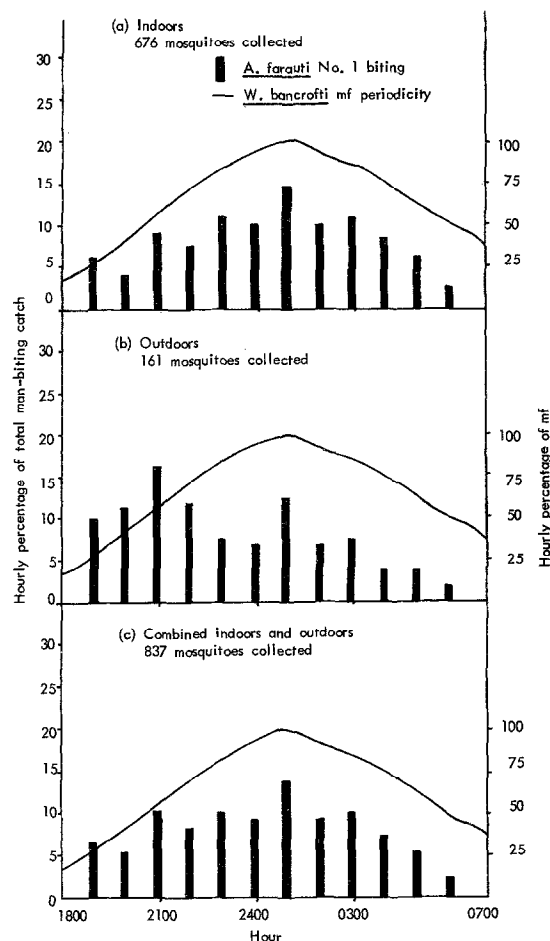 (a) Indoors
676 mosquitoes collected
A. farauti No. 1 biting
W. bancrofti mf periodicity
30
25
20
15
10
5
0
100
75
50
25
(b) Outdoors
161 mosquitoes collected
30
25
20
15
10
5
0
100
75
50
25
Hourly percentage of total man-biting catch
Hourly percentage of mf
(c) Combined indoors and outdoors
837 mosquitoes collected
30
25
20
15
10
5
0
100
75
50
25
1800 2100 2400 0300 0700
Hour